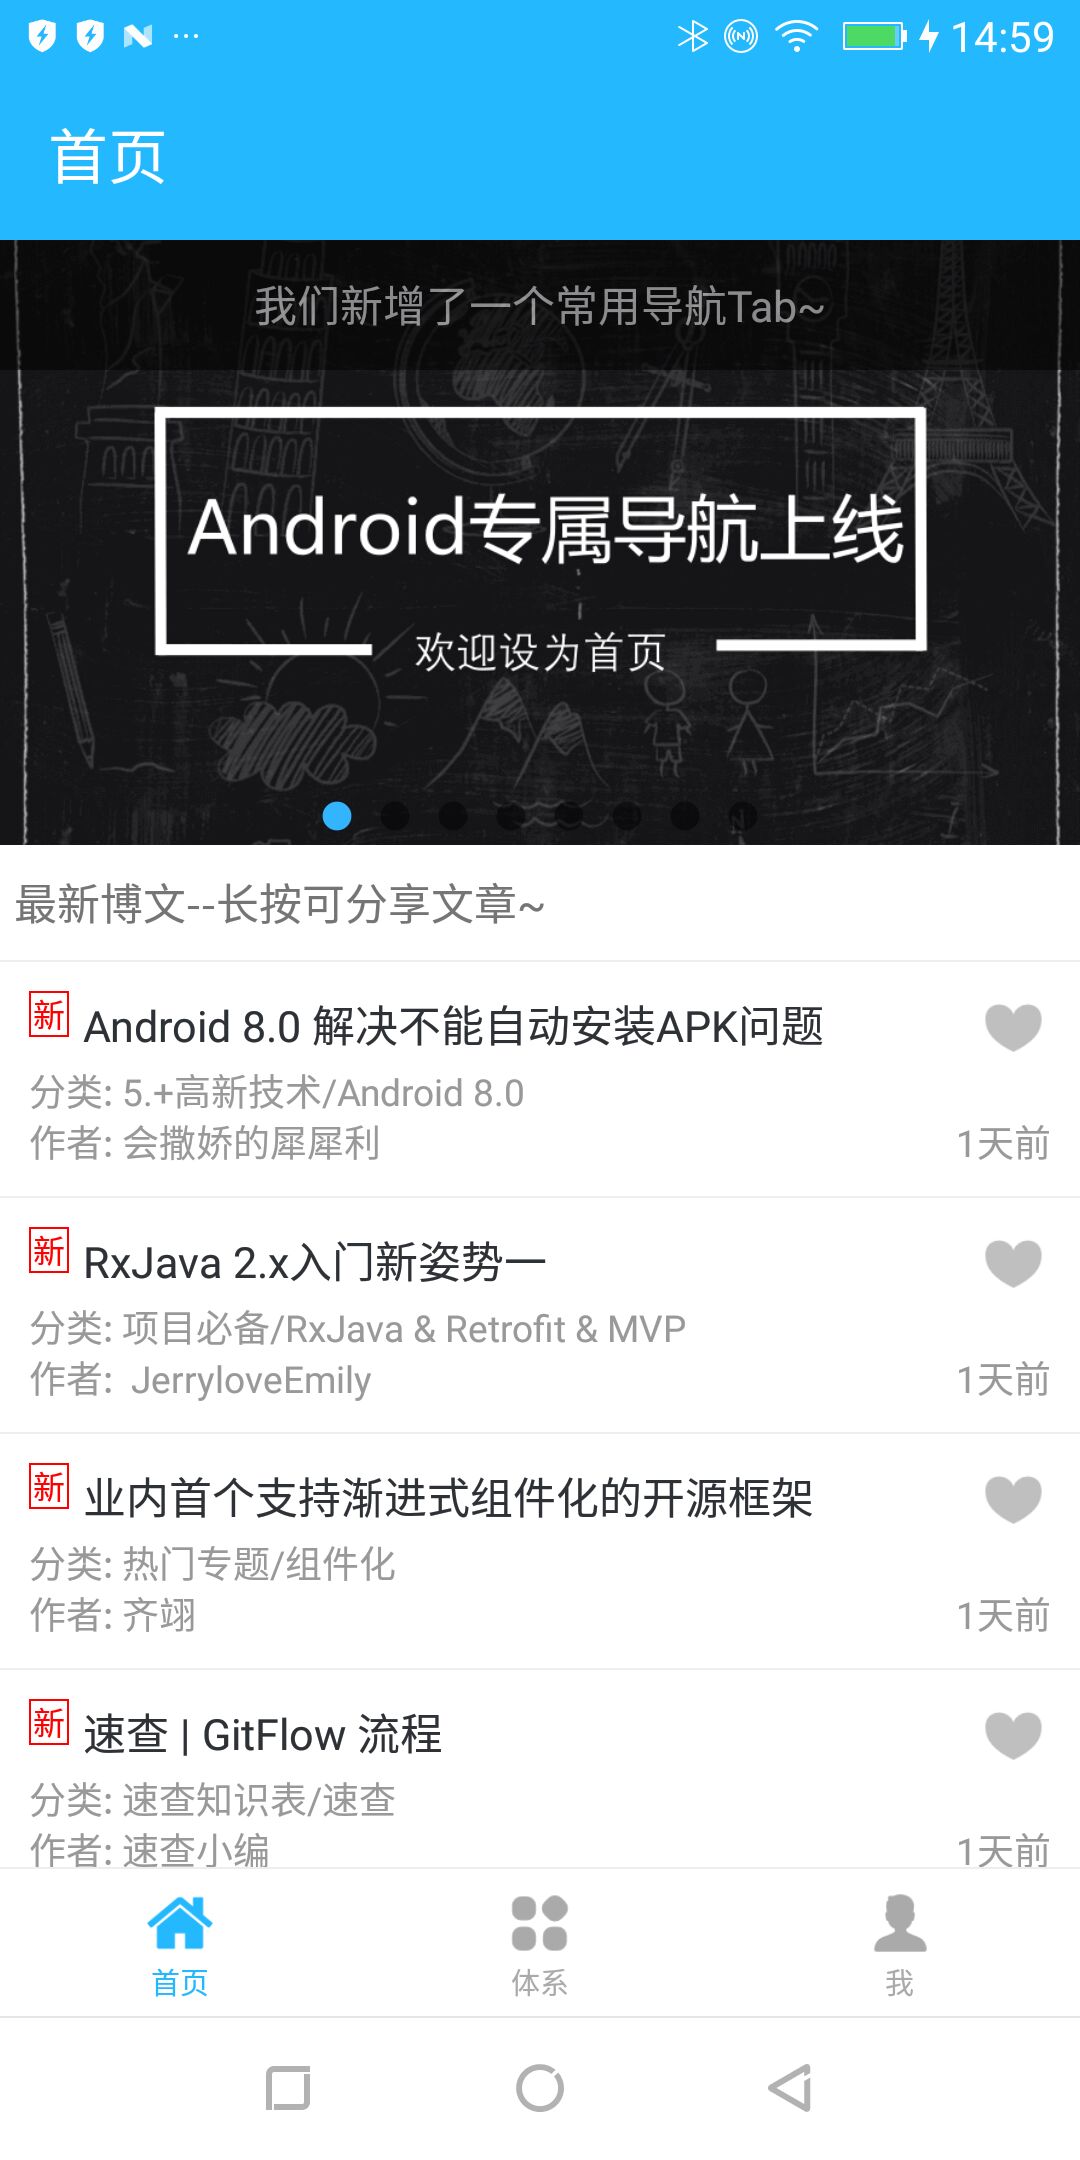 14:59
首页
我们新增了一个常用导航Tab~
Android专属导航上线
欢迎设为首页
最新博文--长按可分享文章~
新 Android 8.0 解决不能自动安装APK问题
分类: 5.+高新技术/Android 8.0
作者: 会撒娇的犀犀利 1天前
新 RxJava 2.x入门新姿势一
分类: 项目必备/RxJava & Retrofit & MVP
作者: JerryloveEmily 1天前
新 业内首个支持渐进式组件化的开源框架
分类: 热门专题/组件化
作者: 齐翊 1天前
新 速查 | GitFlow 流程
分类: 速查知识表/速查
作者: 速查小编 1天前
首页 体系 我